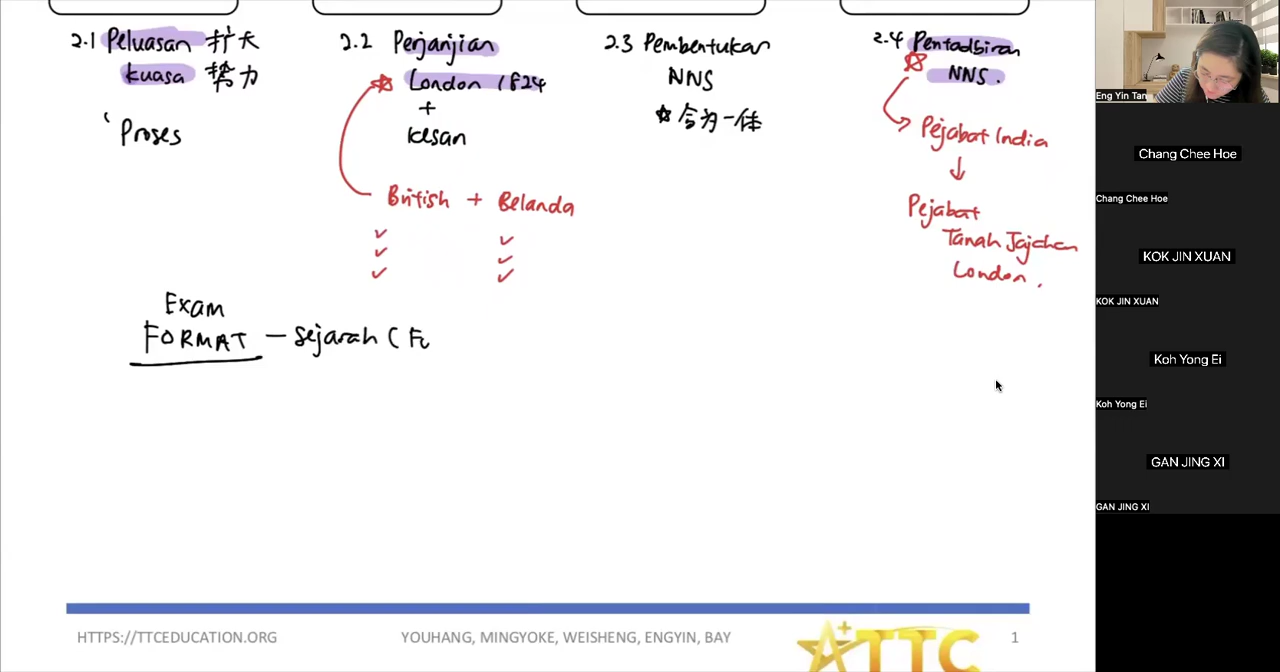 2.1 Peluasan 扩大
kuasa 势力
Proses
2.2 Perjanjian
London 1824
+
kesan
British + Belanda
2.3 Pembentukan
NNS
合为一体
2.4 Pentadbiran
NNS.
Pejabat India
Pejabat
Tanah Jajahan
London.
Exam
FORMAT – Sejarah ( Fo
HTTPS://TTCEDUCATION.ORG
YOUHANG, MINGYOKE, WEISHENG, ENGYIN, BAY
TTC
1
Eng Yin Tan
Chang Chee Hoe
Chang Chee Hoe
KOK JIN XUAN
KOK JIN XUAN
Koh Yong Ei
Koh Yong Ei
GAN JING XI
GAN JING XI